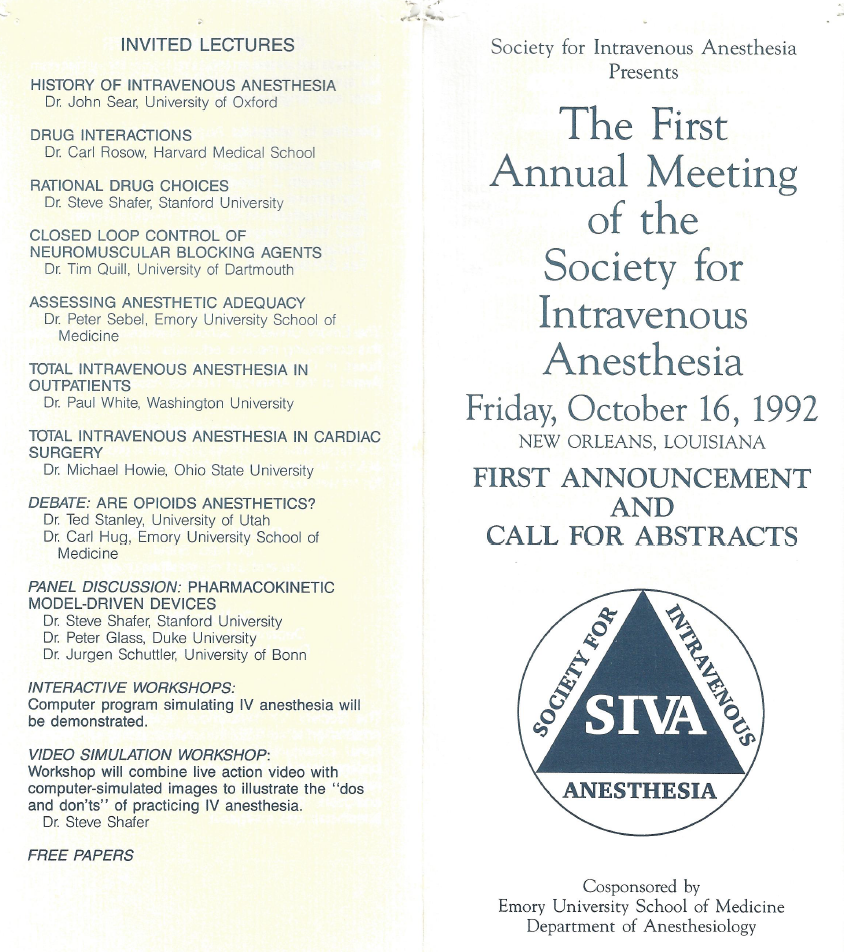 INVITED LECTURES
HISTORY OF INTRAVENOUS ANESTHESIA
Dr. John Sear, University of Oxford
DRUG INTERACTIONS
Dr. Carl Rosow, Harvard Medical School
RATIONAL DRUG CHOICES
Dr. Steve Shafer, Stanford University
CLOSED LOOP CONTROL OF
NEUROMUSCULAR BLOCKING AGENTS
Dr. Tim Quill, University of Dartmouth
ASSESSING ANESTHETIC ADEQUACY
Dr. Peter Sebel, Emory University School of
Medicine
TOTAL INTRAVENOUS ANESTHESIA IN
OUTPATIENTS
Dr. Paul White, Washington University
TOTAL INTRAVENOUS ANESTHESIA IN CARDIAC
SURGERY
Dr. Michael Howie, Ohio State University
DEBATE: ARE OPIOIDS ANESTHETICS?
Dr. Ted Stanley, University of Utah
Dr. Carl Hug, Emory University School of
Medicine
PANEL DISCUSSION: PHARMACOKINETIC
MODEL-DRIVEN DEVICES
Dr. Steve Shafer, Stanford University
Dr. Peter Glass, Duke University
Dr. Jurgen Schuttler, University of Bonn
INTERACTIVE WORKSHOPS:
Computer program simulating IV anesthesia will
be demonstrated.
VIDEO SIMULATION WORKSHOP:
Workshop will combine live action video with
computer-simulated images to illustrate the "dos
and don'ts" of practicing IV anesthesia.
Dr. Steve Shafer
FREE PAPERS
Society for Intravenous Anesthesia
Presents
The First
Annual Meeting
of the
Society for
Intravenous
Anesthesia
Friday, October 16, 1992
NEW ORLEANS, LOUISIANA
FIRST ANNOUNCEMENT
AND
CALL FOR ABSTRACTS
SOCIETY FOR
INTRAVENOUS
SIVA
ANESTHESIA
Cosponsored by
Emory University School of Medicine
Department of Anesthesiology